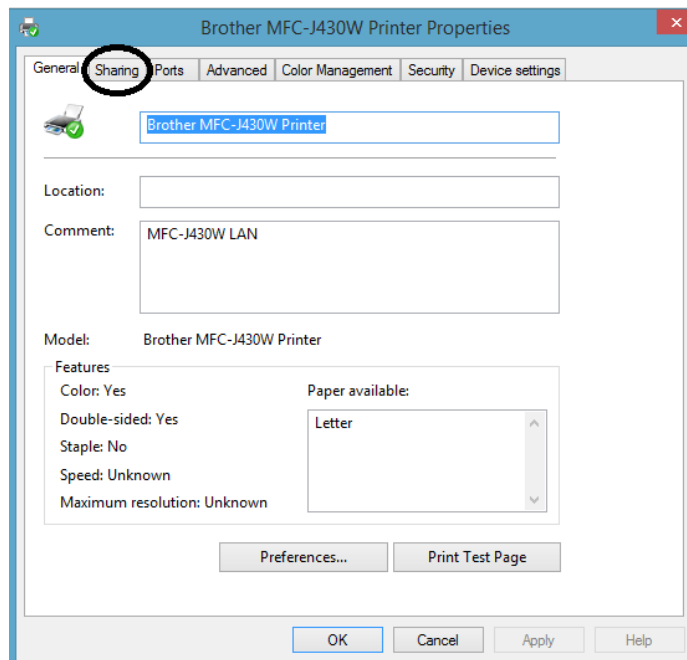 Brother MFC-J430W Printer Properties
General Sharing Ports Advanced Color Management Security Device settings
Brother MFC-J430W Printer
Location:
Comment: MFC-J430W LAN
Model: Brother MFC-J430W Printer
Features
Color: Yes Paper available:
Double-sided: Yes Letter
Staple: No
Speed: Unknown
Maximum resolution: Unknown
Preferences... Print Test Page
OK Cancel Apply Help